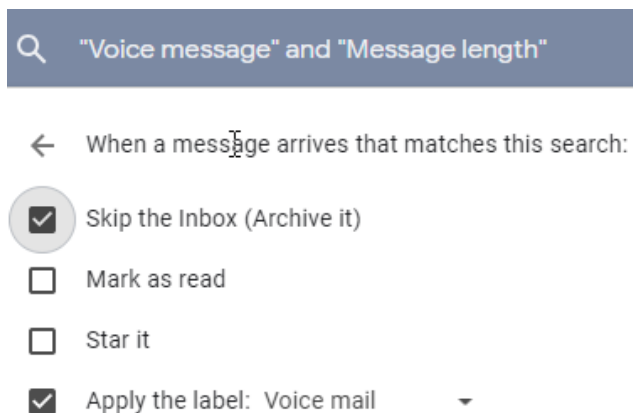 "Voice message" and "Message length"
When a message arrives that matches this search:
Skip the Inbox (Archive it)
Mark as read
Star it
Apply the label: Voice mail